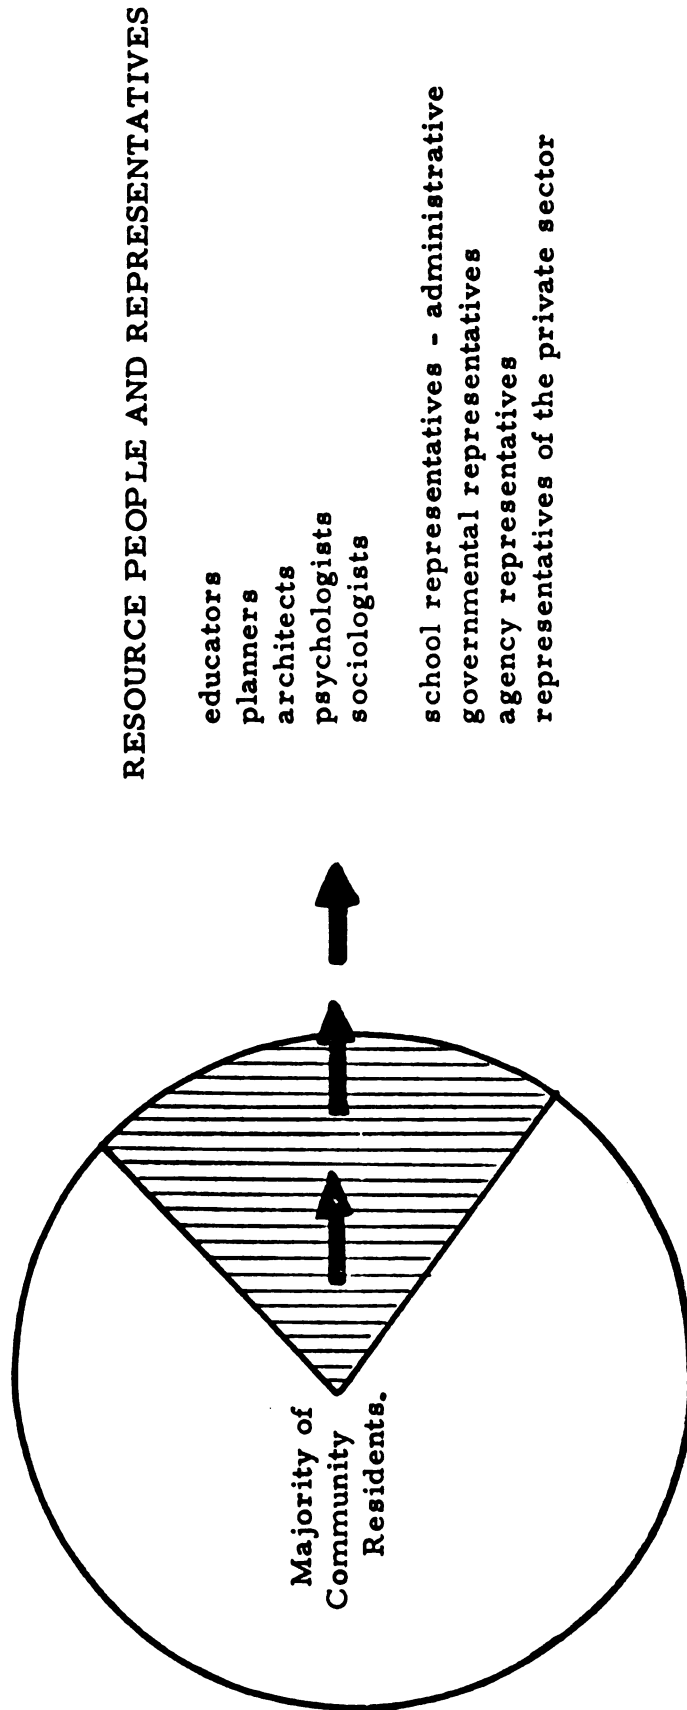 RESOURCE PEOPLE AND REPRESENTATIVES
educators
planners
architects
psychologists
sociologists
school representatives - administrative
governmental representatives
agency representatives
representatives of the private sector
Majority of
Community
Residents.